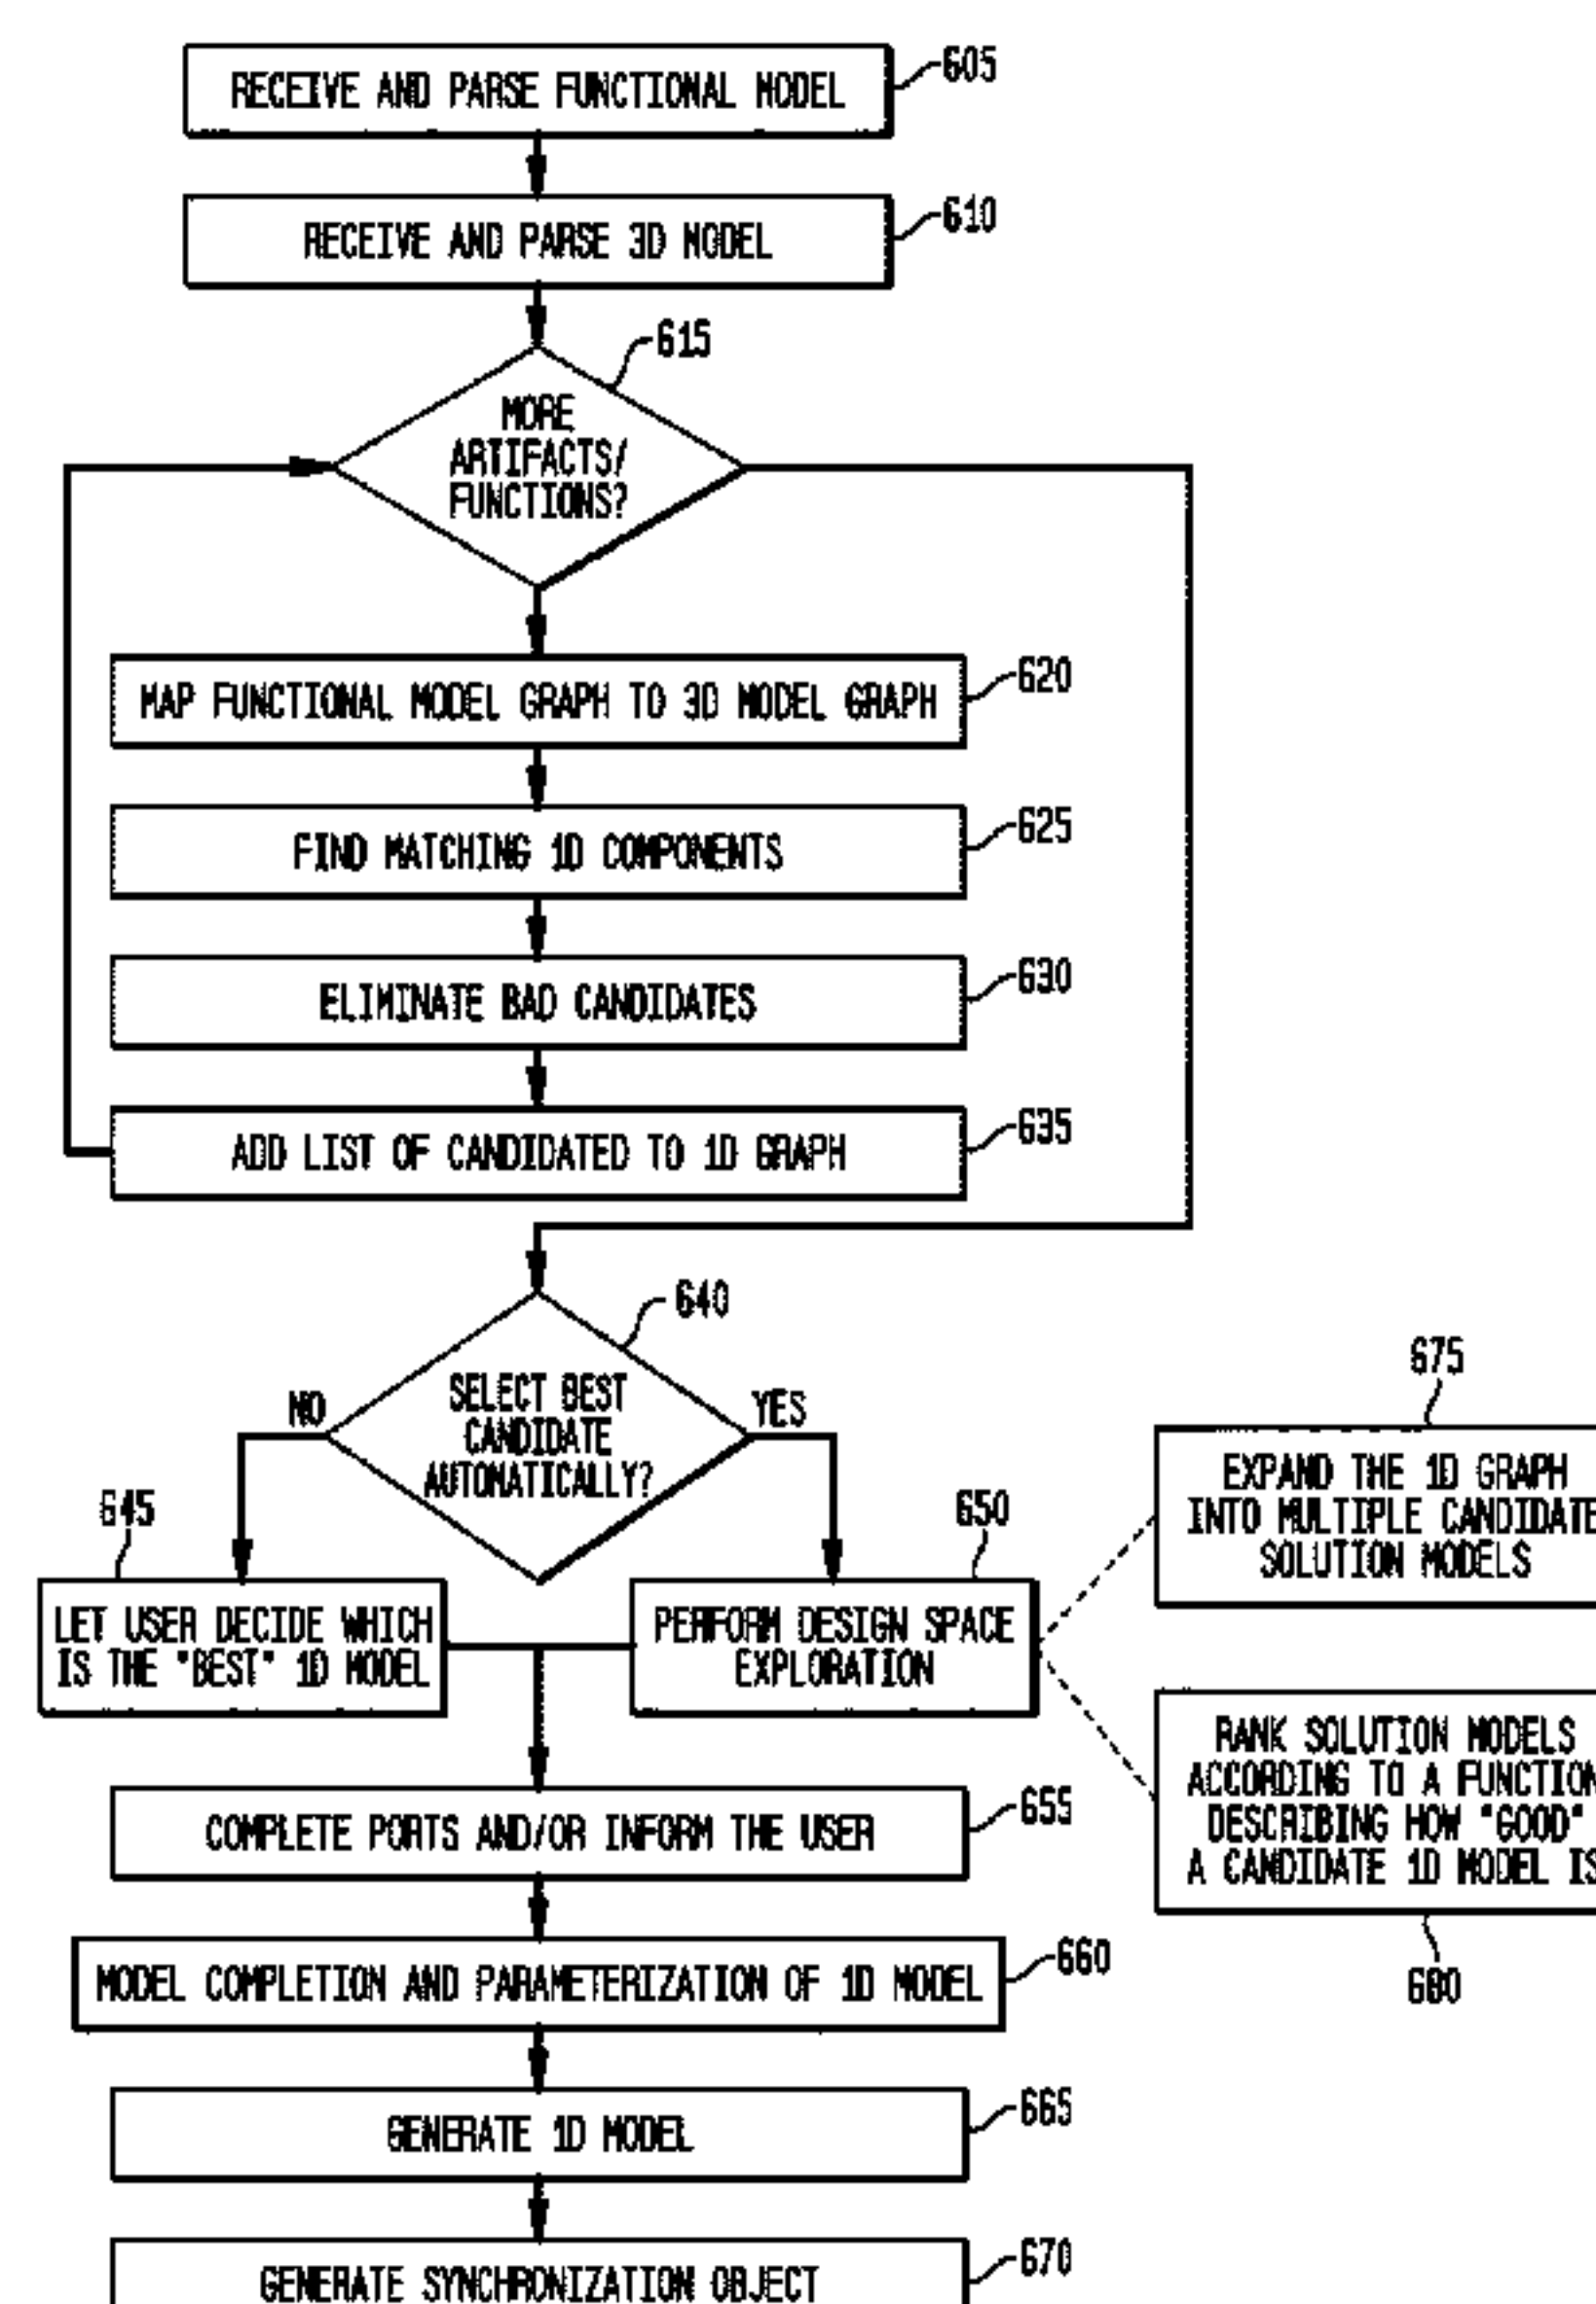 RECEIVE AND PARSE FUNCTIONAL MODEL
605
RECEIVE AND PARSE 3D MODEL
610
615
MORE
ARTIFACTS/
FUNCTIONS?
MAP FUNCTIONAL MODEL GRAPH TO 3D MODEL GRAPH
620
FIND MATCHING 1D COMPONENTS
625
ELIMINATE BAD CANDIDATES
630
ADD LIST OF CANDIDATED TO 1D GRAPH
635
640
SELECT BEST
CANDIDATE
AUTOMATICALLY?
NO
YES
645
LET USER DECIDE WHICH
IS THE "BEST" 1D MODEL
650
PERFORM DESIGN SPACE
EXPLORATION
675
EXPAND THE 1D GRAPH
INTO MULTIPLE CANDIDATE
SOLUTION MODELS
RANK SOLUTION MODELS
ACCORDING TO A FUNCTION
DESCRIBING HOW "GOOD"
A CANDIDATE 1D MODEL IS
680
COMPLETE PORTS AND/OR INFORM THE USER
655
MODEL COMPLETION AND PARAMETERIZATION OF 1D MODEL
660
GENERATE 1D MODEL
665
GENERATE SYNCHRONIZATION OBJECT
670